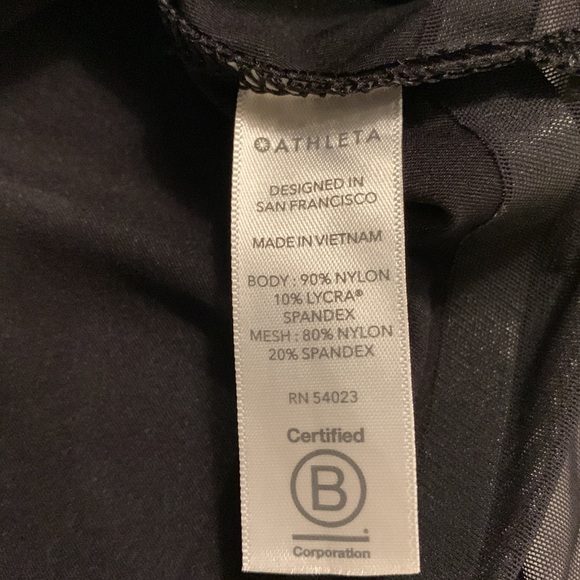 ATHLETA
DESIGNED IN
SAN FRANCISCO
MADE IN VIETNAM
BODY : 90% NYLON
10% LYCRA®
SPANDEX
MESH : 80% NYLON
20% SPANDEX
RN 54023
Certified
B
Corporation